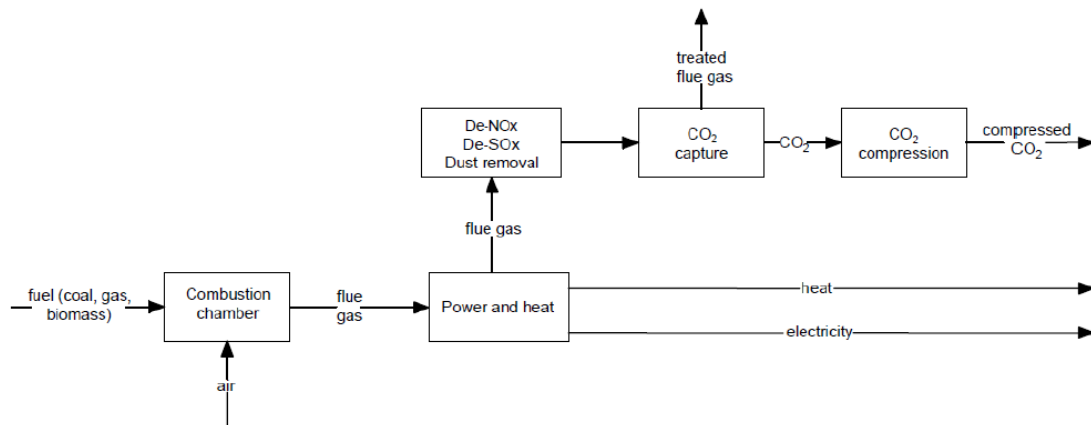 treated
flue gas
De-NOx
De-SOx
Dust removal
CO₂
capture
CO₂
CO₂
compression
compressed
CO₂
flue gas
fuel (coal, gas,
biomass)
Combustion
chamber
flue
gas
Power and heat
heat
electricity
air